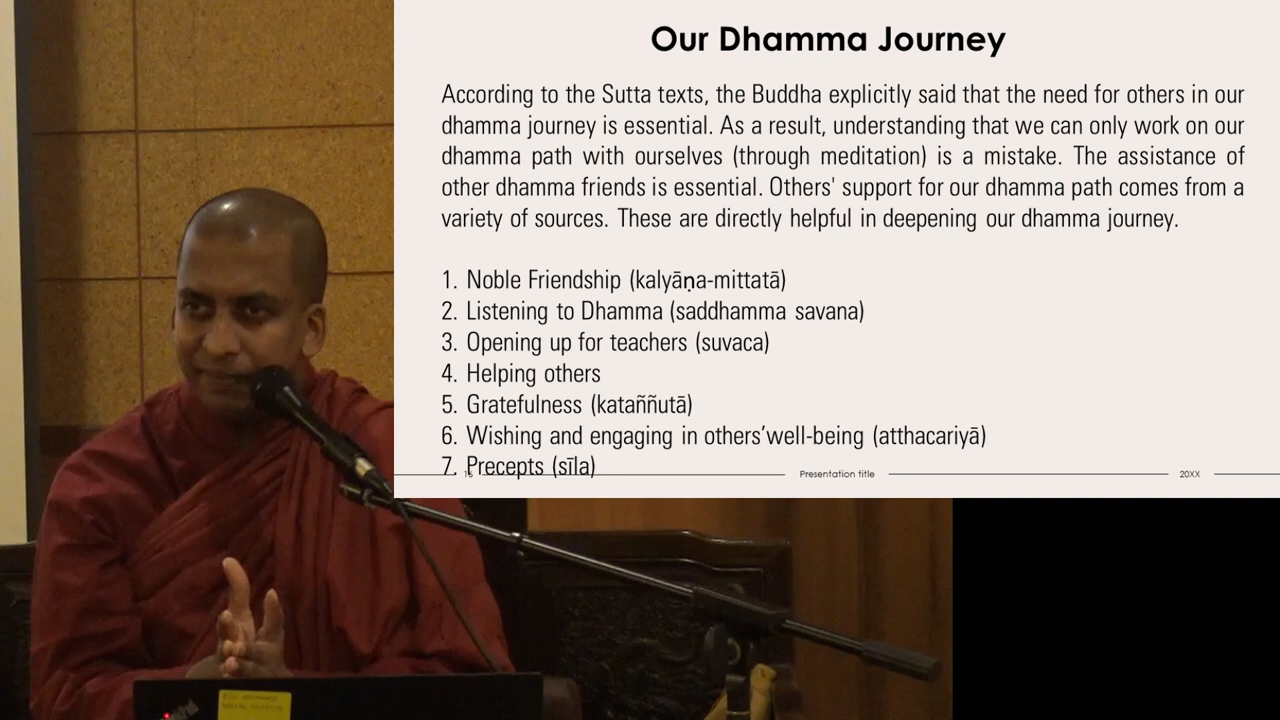 Our Dhamma Journey
According to the Sutta texts, the Buddha explicitly said that the need for others in our
dhamma journey is essential. As a result, understanding that we can only work on our
dhamma path with ourselves (through meditation) is a mistake. The assistance of
other dhamma friends is essential. Others' support for our dhamma path comes from a
variety of sources. These are directly helpful in deepening our dhamma journey.
1. Noble Friendship (kalyāṇa-mittatā)
2. Listening to Dhamma (saddhamma savana)
3. Opening up for teachers (suvaca)
4. Helping others
5. Gratefulness (kataññutā)
6. Wishing and engaging in others’well-being (atthacariyā)
7. Precepts (sīla)
Presentation title
20XX